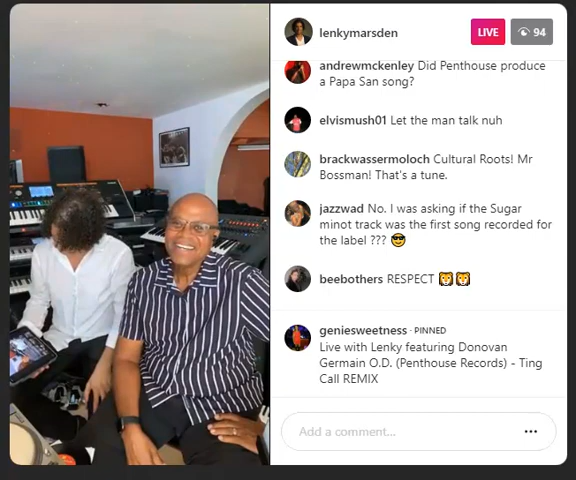 lenkymarsden
LIVE
94
andrewmckenley Did Penthouse produce
a Papa San song?
elvismush01 Let the man talk nuh
brackwassermoloch Cultural Roots! Mr
Bossman! That's a tune.
jazzwad No. I was asking if the Sugar
minot track was the first song recorded for
the label ??? 😎
beebothers RESPECT 🦁🦁
geniesweetness · PINNED
Live with Lenky featuring Donovan
Germain O.D. (Penthouse Records) - Ting
Call REMIX
Add a comment...